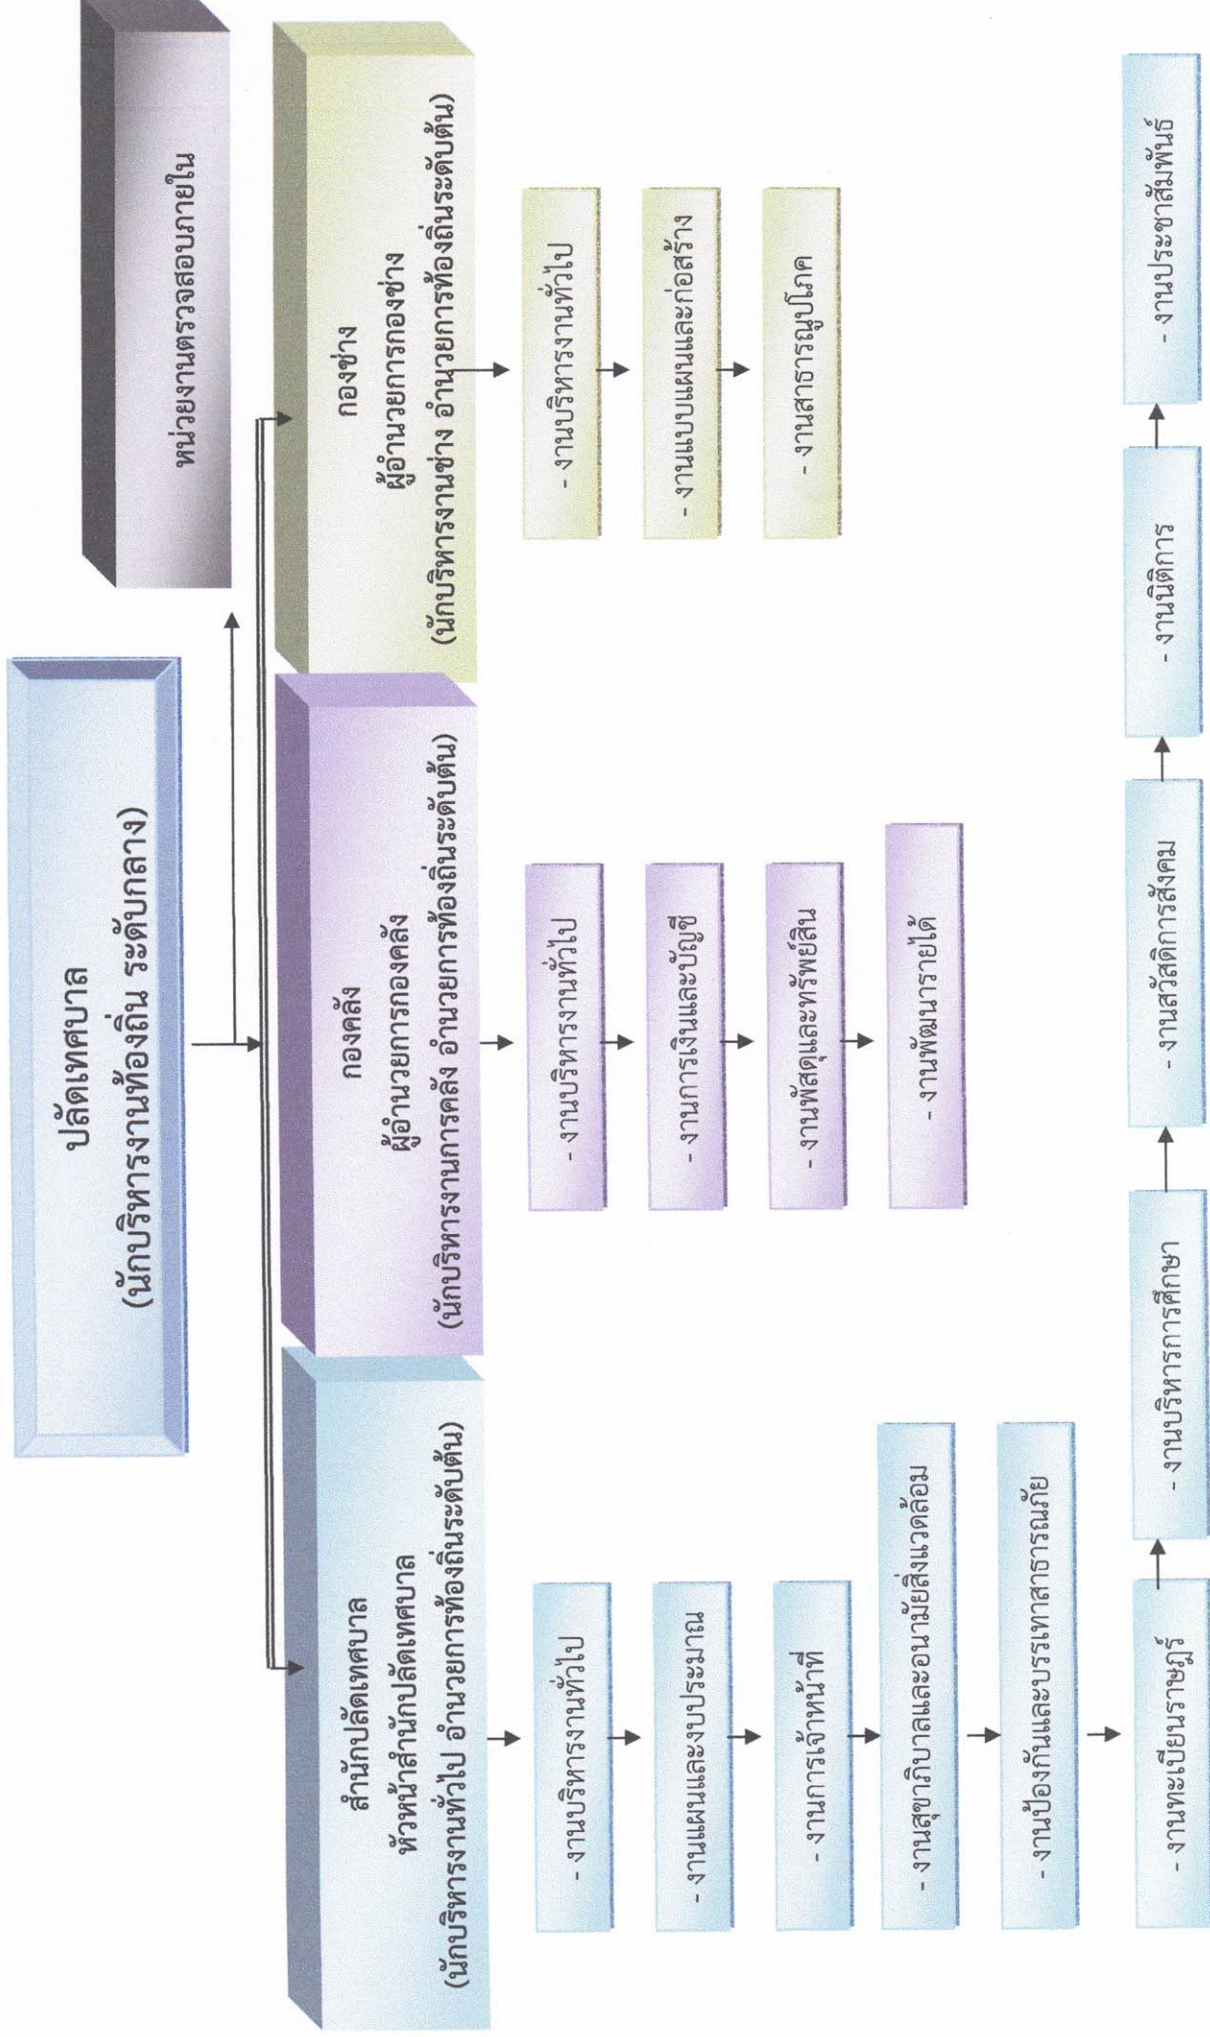 ปลัดเทศบาล
(นักบริหารงานท้องถิ่น ระดับกลาง)
หน่วยงานตรวจสอบภายใน
สำนักปลัดเทศบาล
หัวหน้าสำนักปลัดเทศบาล
(นักบริหารงานทั่วไป อำนวยการท้องถิ่นระดับต้น)
- งานบริหารงานทั่วไป
- งานแผนและงบประมาณ
- งานการเจ้าหน้าที่
- งานสุขาภิบาลและอนามัยสิ่งแวดล้อม
- งานป้องกันและบรรเทาสาธารณภัย
- งานทะเบียนราษฎร์
- งานบริหารการศึกษา
- งานสวัสดิการสังคม
- งานนิติการ
- งานประชาสัมพันธ์
กองคลัง
ผู้อำนวยการกองคลัง
(นักบริหารงานการคลัง อำนวยการท้องถิ่นระดับต้น)
- งานบริหารงานทั่วไป
- งานการเงินและบัญชี
- งานพัสดุและทรัพย์สิน
- งานพัฒนารายได้
กองช่าง
ผู้อำนวยการกองช่าง
(นักบริหารงานช่าง อำนวยการท้องถิ่นระดับต้น)
- งานบริหารงานทั่วไป
- งานแบบแผนและก่อสร้าง
- งานสาธารณูปโภค